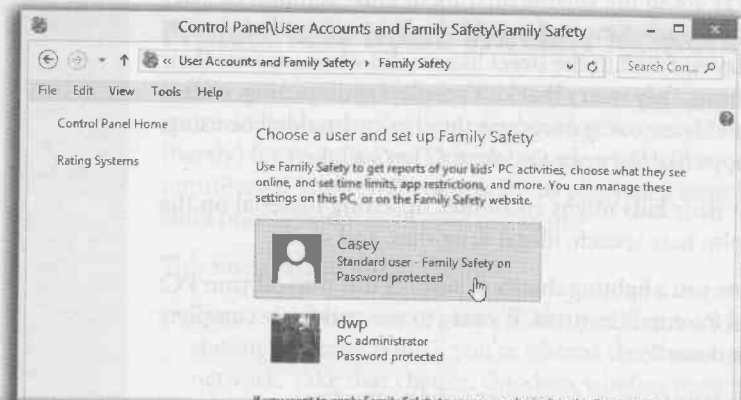 Control Panel\User Accounts and Family Safety\Family Safety
« User Accounts and Family Safety ▸ Family Safety
Search Con...
File Edit View Tools Help
Control Panel Home
Rating Systems
Choose a user and set up Family Safety
Use Family Safety to get reports of your kids' PC activities, choose what they see
online, and set time limits, app restrictions, and more. You can manage these
settings on this PC, or on the Family Safety website.
Casey
Standard user - Family Safety on
Password protected
dwp
PC administrator
Password protected